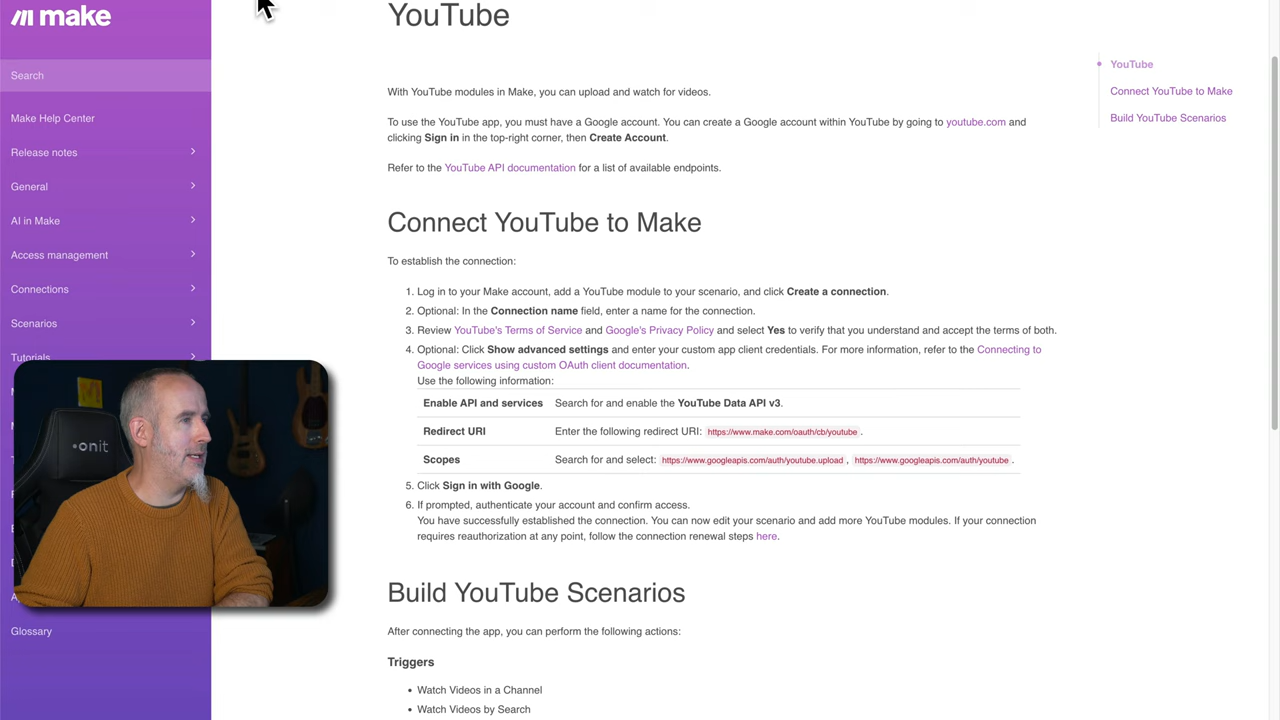 make
Search
Make Help Center
Release notes
General
AI in Make
Access management
Connections
Scenarios
Tutorials
Glossary
onit
YouTube
With YouTube modules in Make, you can upload and watch for videos.
To use the YouTube app, you must have a Google account. You can create a Google account within YouTube by going to youtube.com and
clicking Sign in in the top-right corner, then Create Account.
Refer to the YouTube API documentation for a list of available endpoints.
Connect YouTube to Make
To establish the connection:
1. Log in to your Make account, add a YouTube module to your scenario, and click Create a connection.
2. Optional: In the Connection name field, enter a name for the connection.
3. Review YouTube's Terms of Service and Google's Privacy Policy and select Yes to verify that you understand and accept the terms of both.
4. Optional: Click Show advanced settings and enter your custom app client credentials. For more information, refer to the Connecting to
Google services using custom OAuth client documentation.
Use the following information:
Enable API and services Search for and enable the YouTube Data API v3.
Redirect URI Enter the following redirect URI: https://www.make.com/oauth/cb/youtube .
Scopes Search for and select: https://www.googleapis.com/auth/youtube.upload , https://www.googleapis.com/auth/youtube .
5. Click Sign in with Google.
6. If prompted, authenticate your account and confirm access.
You have successfully established the connection. You can now edit your scenario and add more YouTube modules. If your connection
requires reauthorization at any point, follow the connection renewal steps here.
Build YouTube Scenarios
After connecting the app, you can perform the following actions:
Triggers
• Watch Videos in a Channel
• Watch Videos by Search
YouTube
Connect YouTube to Make
Build YouTube Scenarios